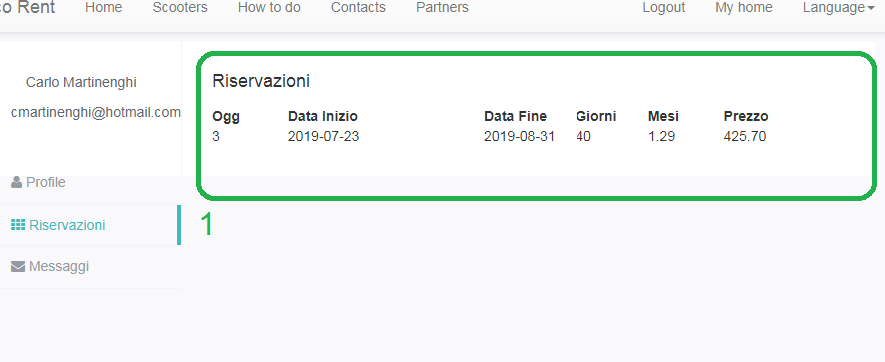 co Rent Home Scooters How to do Contacts Partners Logout My home Language
Carlo Martinenghi
cmartinenghi@hotmail.com
Profile
Riservazioni
Messaggi
Riservazioni
Ogg Data Inizio Data Fine Giorni Mesi Prezzo
3 2019-07-23 2019-08-31 40 1.29 425.70
1